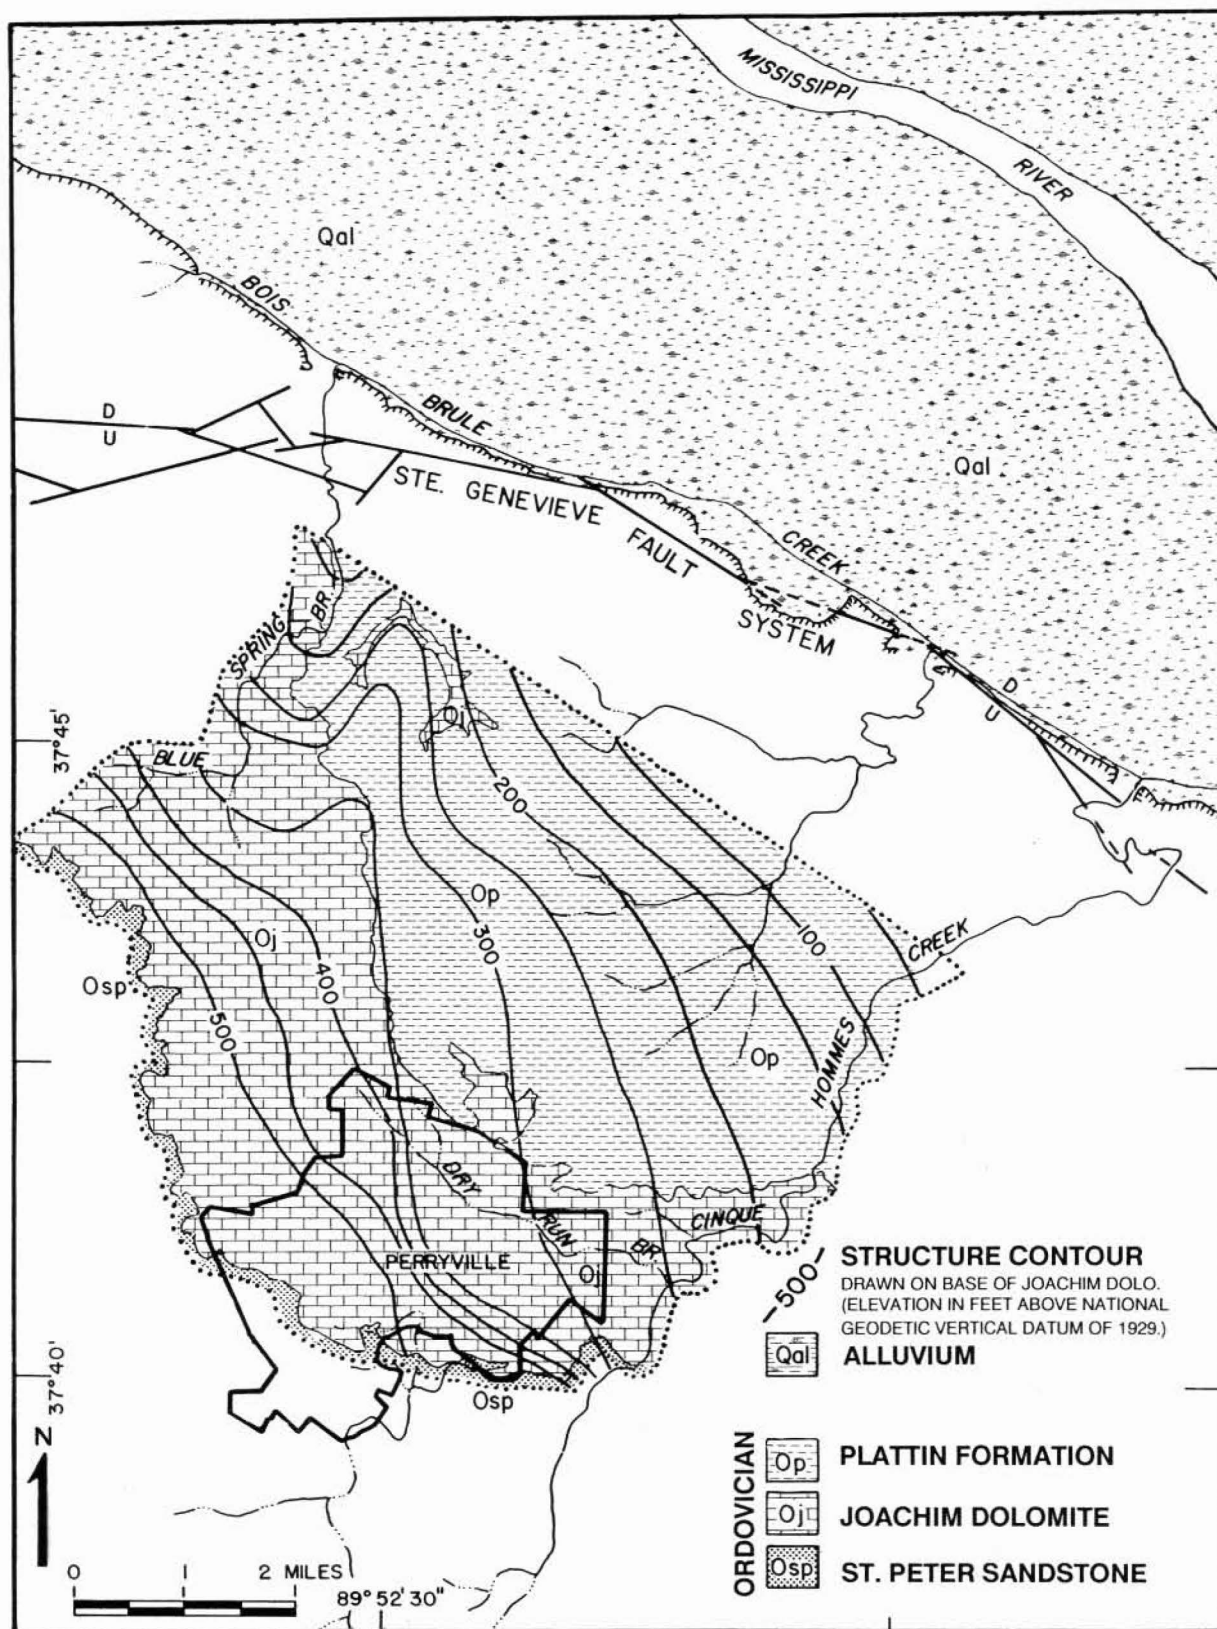 MISSISSIPPI
RIVER
Qal
BOIS
BRULE
CREEK
Qal
D
U
STE. GENEVIEVE FAULT SYSTEM
D
U
SPRING
BR
Oj
37°45'
BLUE
200
Op
Oj
300
100
CREEK
Osp
400
500
Op
HOMMES
DRY
RUN
CINQUE
BR.
PERRYVILLE
Oj
Osp
37°40'
N
0 1 2 MILES
89°52'30"
500
STRUCTURE CONTOUR
DRAWN ON BASE OF JOACHIM DOLO.
(ELEVATION IN FEET ABOVE NATIONAL
GEODETIC VERTICAL DATUM OF 1929.)
Qal ALLUVIUM
ORDOVICIAN
Op PLATTIN FORMATION
Oj JOACHIM DOLOMITE
Osp ST. PETER SANDSTONE